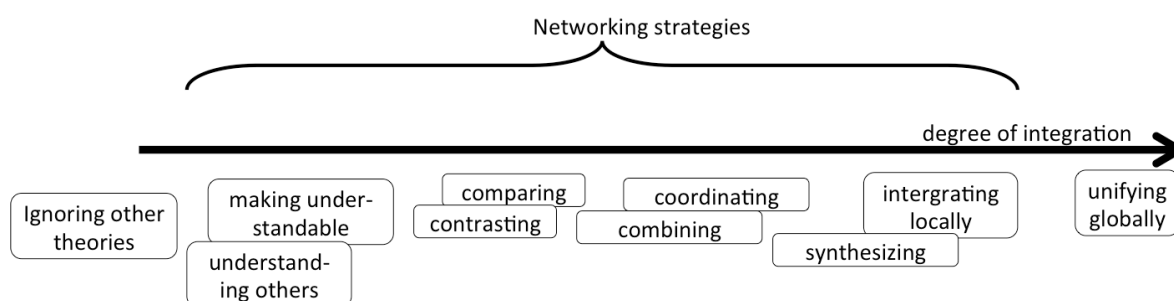 Networking strategies
degree of integration
Ignoring other
theories
making under-
standable
understand-
ing others
comparing
contrasting
coordinating
combining
intergrating
locally
synthesizing
unifying
globally